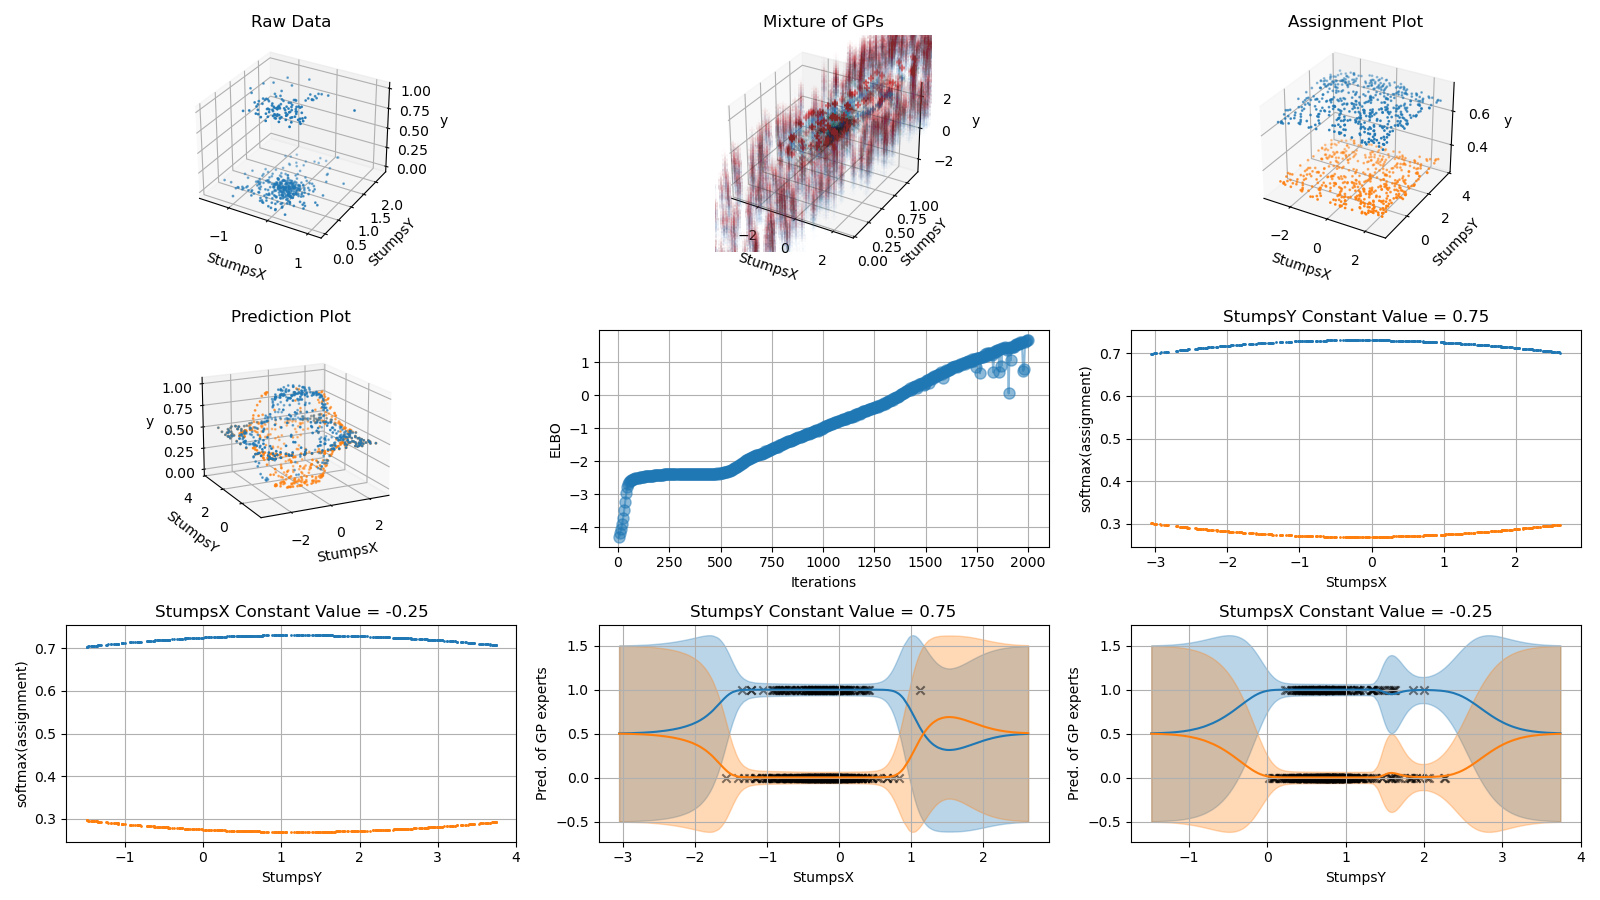 Raw Data
1.00
0.75
0.50
0.25
0.00
y
2.0
1.5
1.0
0.5
0.0
StumpsY
−1
0
1
StumpsX
Mixture of GPs
2
0
−2
y
1.00
0.75
0.50
0.25
0.00
StumpsY
−2
0
2
StumpsX
Assignment Plot
0.6
0.4
y
4
2
0
StumpsY
−2
0
2
StumpsX
Prediction Plot
1.00
0.75
0.50
0.25
0.00
y
4
2
0
StumpsY
−2
0
2
StumpsX
1
0
−1
−2
−3
−4
ELBO
0 250 500 750 1000 1250 1500 1750 2000
Iterations
StumpsY Constant Value = 0.75
0.7
0.6
0.5
0.4
0.3
softmax(assignment)
−3 −2 −1 0 1 2
StumpsX
StumpsX Constant Value = -0.25
0.7
0.6
0.5
0.4
0.3
softmax(assignment)
−1 0 1 2 3 4
StumpsY
StumpsY Constant Value = 0.75
1.5
1.0
0.5
0.0
−0.5
Pred. of GP experts
−3 −2 −1 0 1 2
StumpsX
StumpsX Constant Value = -0.25
1.5
1.0
0.5
0.0
−0.5
Pred. of GP experts
−1 0 1 2 3 4
StumpsY